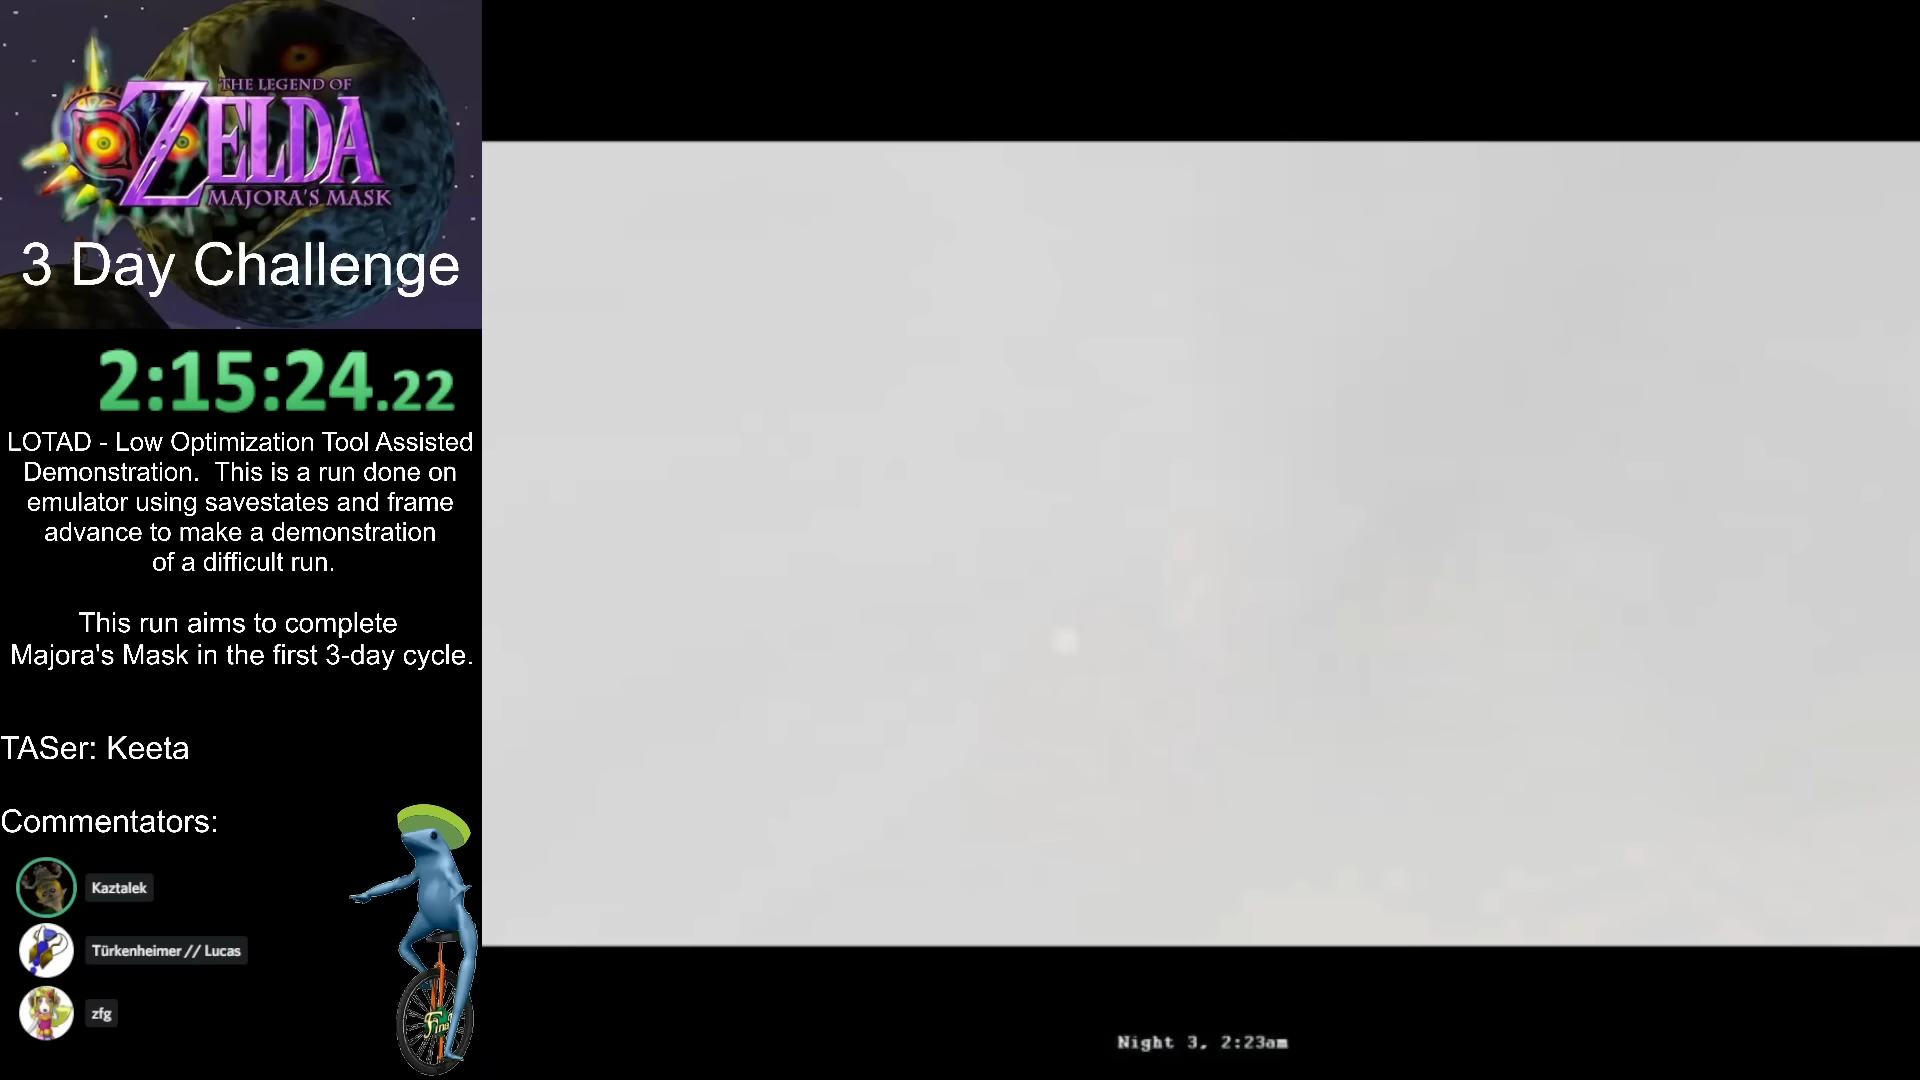 THE LEGEND OF
ZELDA
MAJORA'S MASK
3 Day Challenge
2:15:24.22
LOTAD - Low Optimization Tool Assisted
Demonstration. This is a run done on
emulator using savestates and frame
advance to make a demonstration
of a difficult run.
This run aims to complete
Majora's Mask in the first 3-day cycle.
TASer: Keeta
Commentators:
Kaztalek
Türkenheimer // Lucas
zfg
Night 3, 2:23am